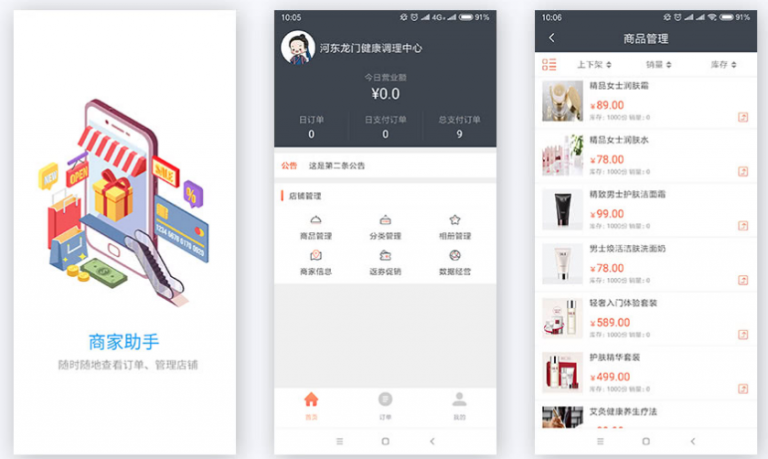 NEW
OPEN
SALE
%
1234 5678 6179 0820
商家助手
随时随地查看订单、管理店铺
10:05
4G
91%
河东龙门健康调理中心
今日营业额
¥0.0
日订单
日支付订单
总支付订单
0
0
9
公告
这是第二条公告
店铺管理
商品管理
分类管理
相册管理
商家信息
返券促销
数据经营
首页
订单
我的
10:06
91%
商品管理
上下架
销量
库存
精品女士润肤霜
¥89.00
库存:1000份 销量:0
精品女士润肤水
¥78.00
库存:1000份 销量:0
精致男士护肤洁面霜
¥99.00
库存:1000份 销量:0
男士焕活洁肤洗面奶
¥78.00
库存:1000份 销量:0
轻奢入门体验套装
¥589.00
库存:1000份 销量:0
护肤精华套装
¥499.00
库存:1000份 销量:0
艾灸健康养生疗法